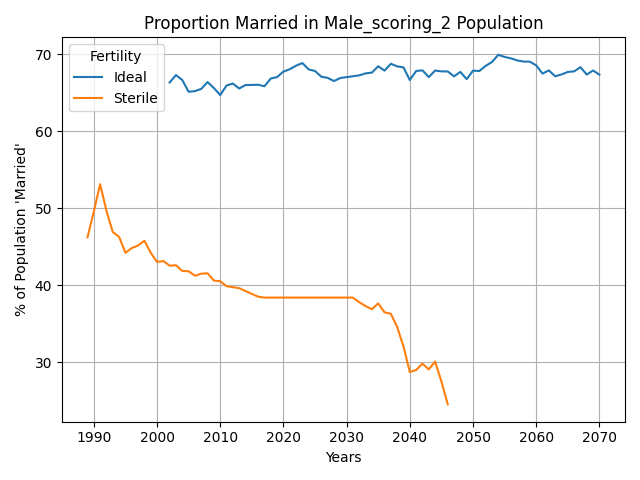 Proportion Married in Male_scoring_2 Population
Fertility
Ideal
Sterile
% of Population 'Married'
70
60
50
40
30
1990 2000 2010 2020 2030 2040 2050 2060 2070
Years